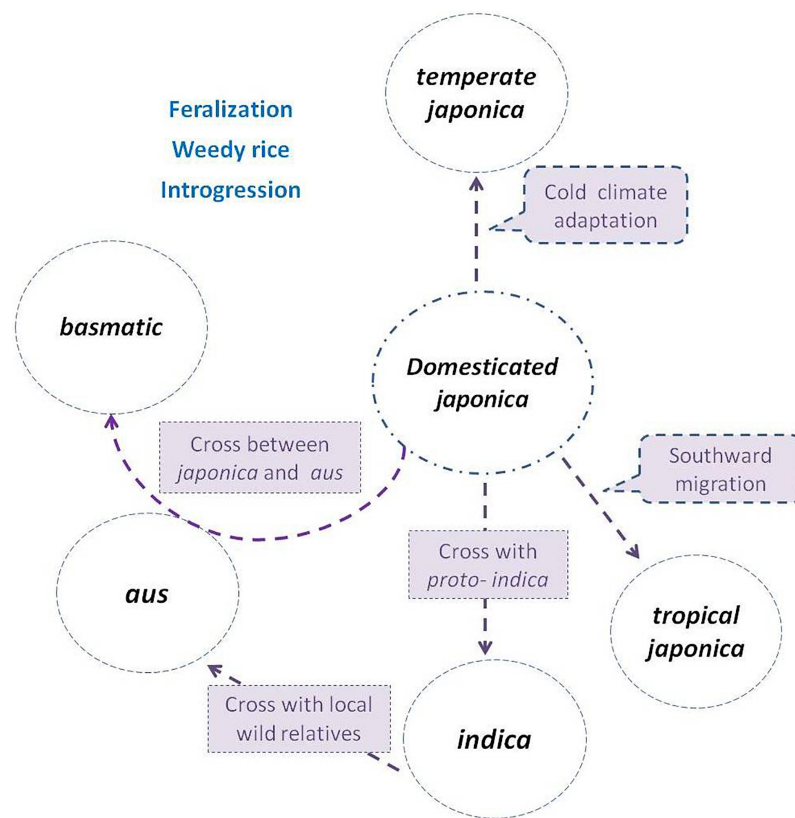 temperate
japonica
Feralization
Weedy rice
Introgression
Cold climate
adaptation
basmatic
Domesticated
japonica
Cross between
japonica and aus
Southward
migration
Cross with
proto- indica
aus
tropical
japonica
Cross with local
wild relatives
indica